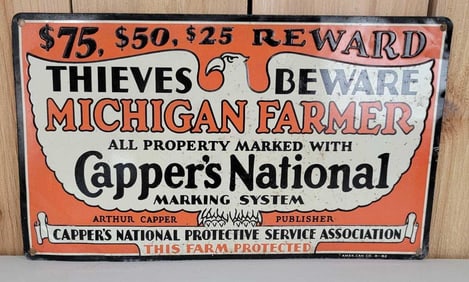 $75, $50, $25 REWARD
THIEVES BEWARE
MICHIGAN FARMER
ALL PROPERTY MARKED WITH
Capper's National
MARKING SYSTEM
ARTHUR CAPPER PUBLISHER
CAPPER'S NATIONAL PROTECTIVE SERVICE ASSOCIATION
THIS FARM PROTECTED